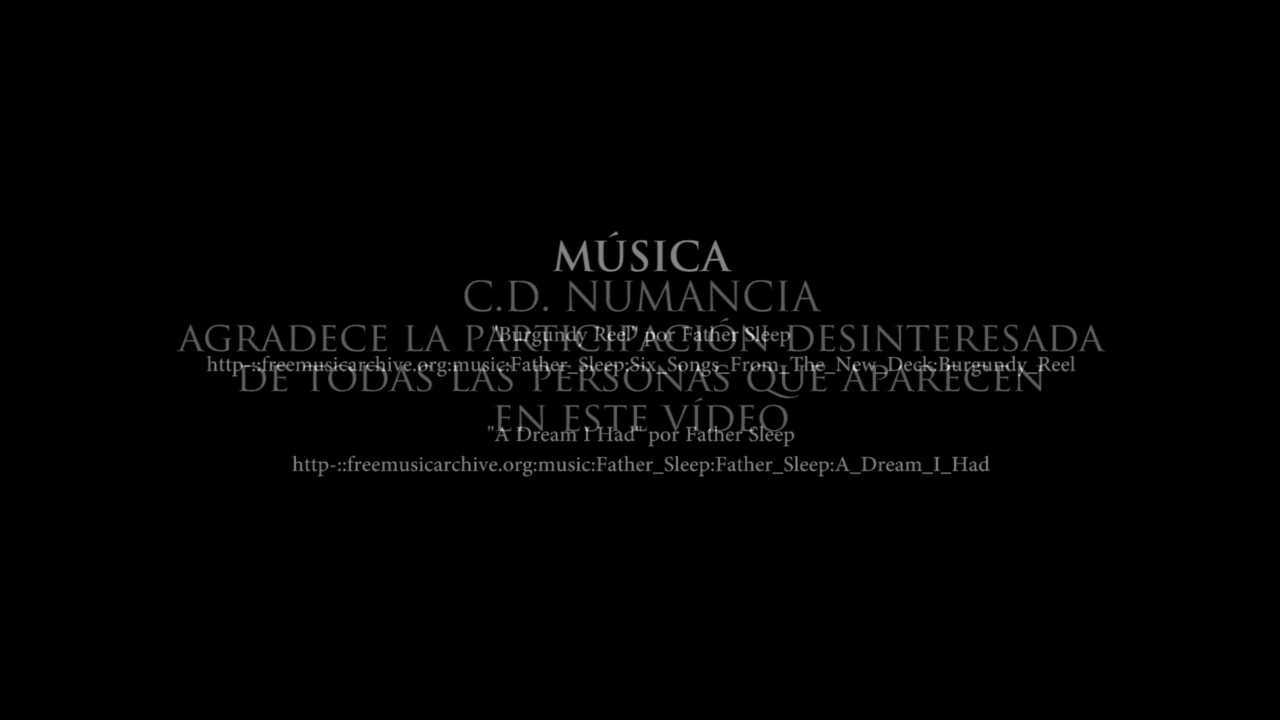 MÚSICA
C.D. NUMANCIA
"Burgundy Reel" por Father Sleep
AGRADECE LA PARTICIPACIÓN DESINTERESADA
http-::freemusicarchive.org:music:Father_Sleep:Six_Songs_From_The_New_Deck:Burgundy_Reel
DE TODAS LAS PERSONAS QUE APARECEN
EN ESTE VÍDEO
"A Dream I Had" por Father Sleep
http-::freemusicarchive.org:music:Father_Sleep:Father_Sleep:A_Dream_I_Had